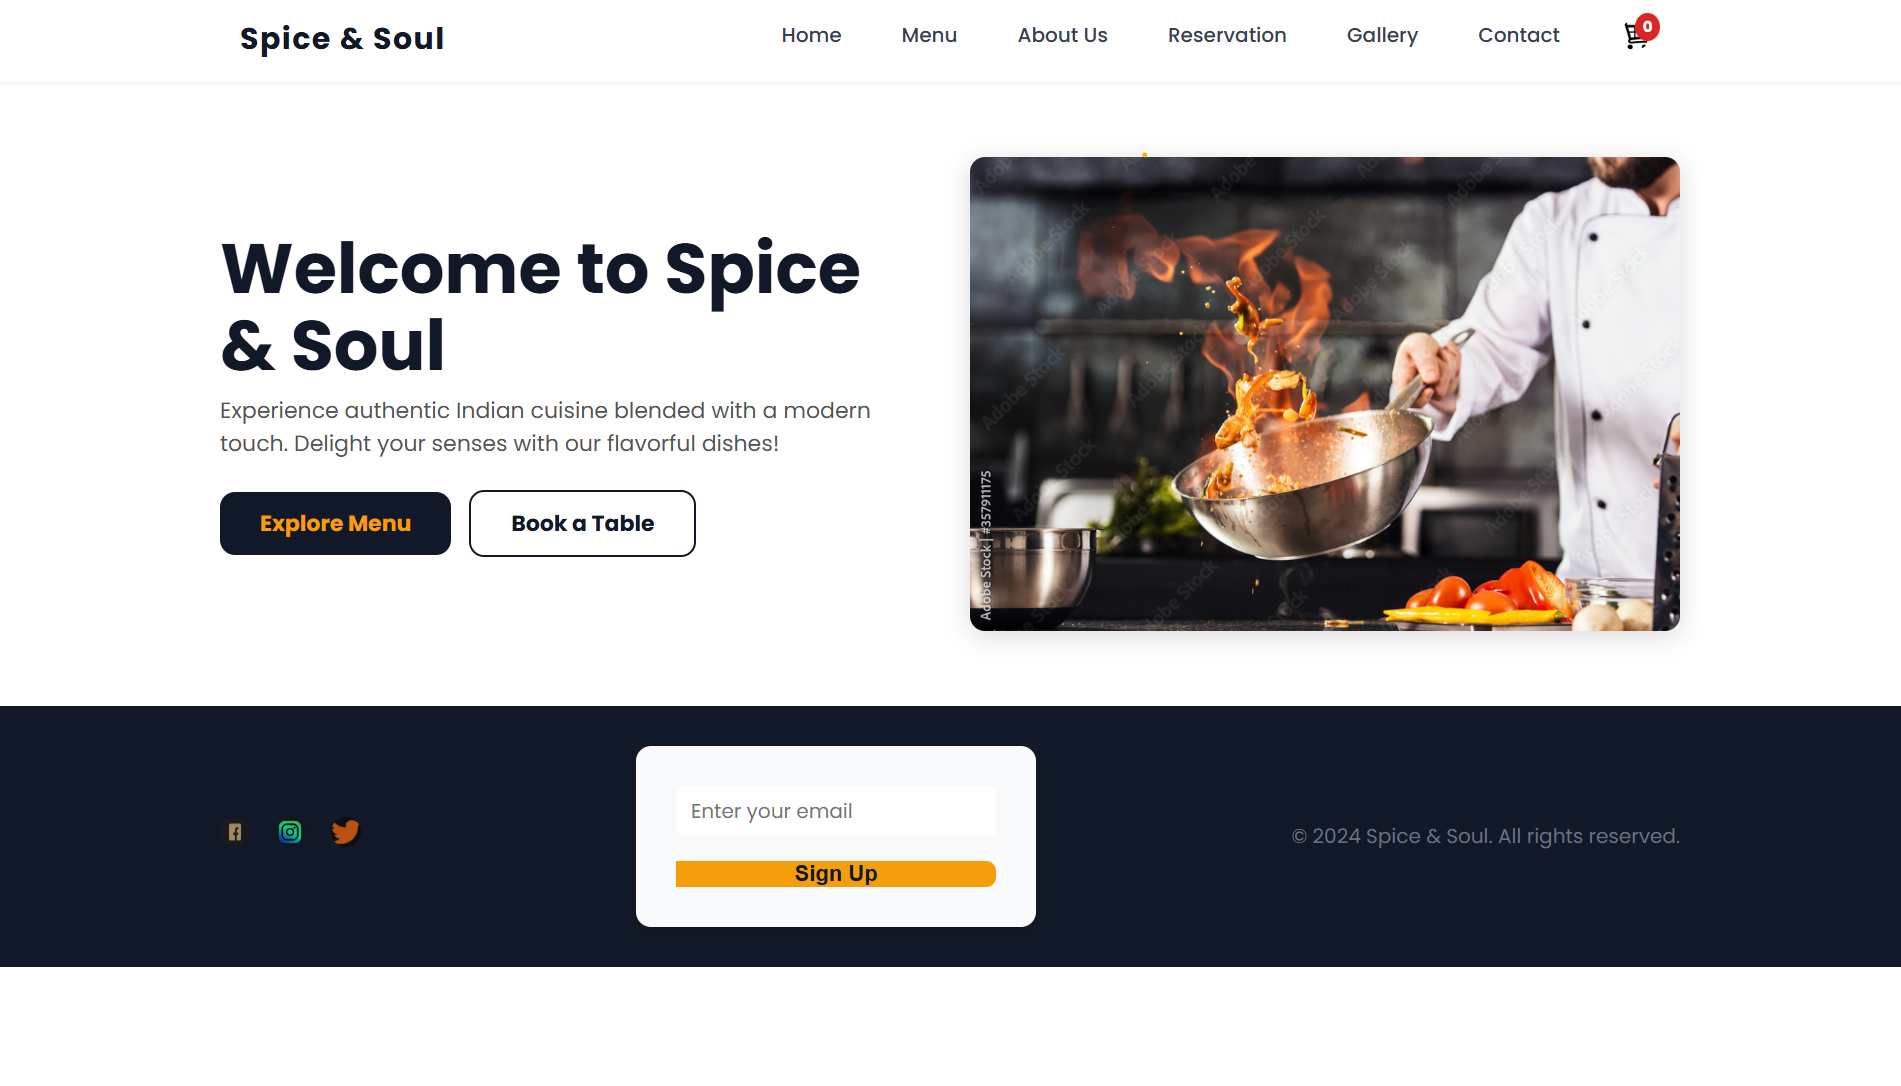 Spice & Soul
Home Menu About Us Reservation Gallery Contact 0
Welcome to Spice
& Soul
Experience authentic Indian cuisine blended with a modern
touch. Delight your senses with our flavorful dishes!
Explore Menu Book a Table
Adobe Stock | #357911175
Adobe Stock
Enter your email
Sign Up
© 2024 Spice & Soul. All rights reserved.